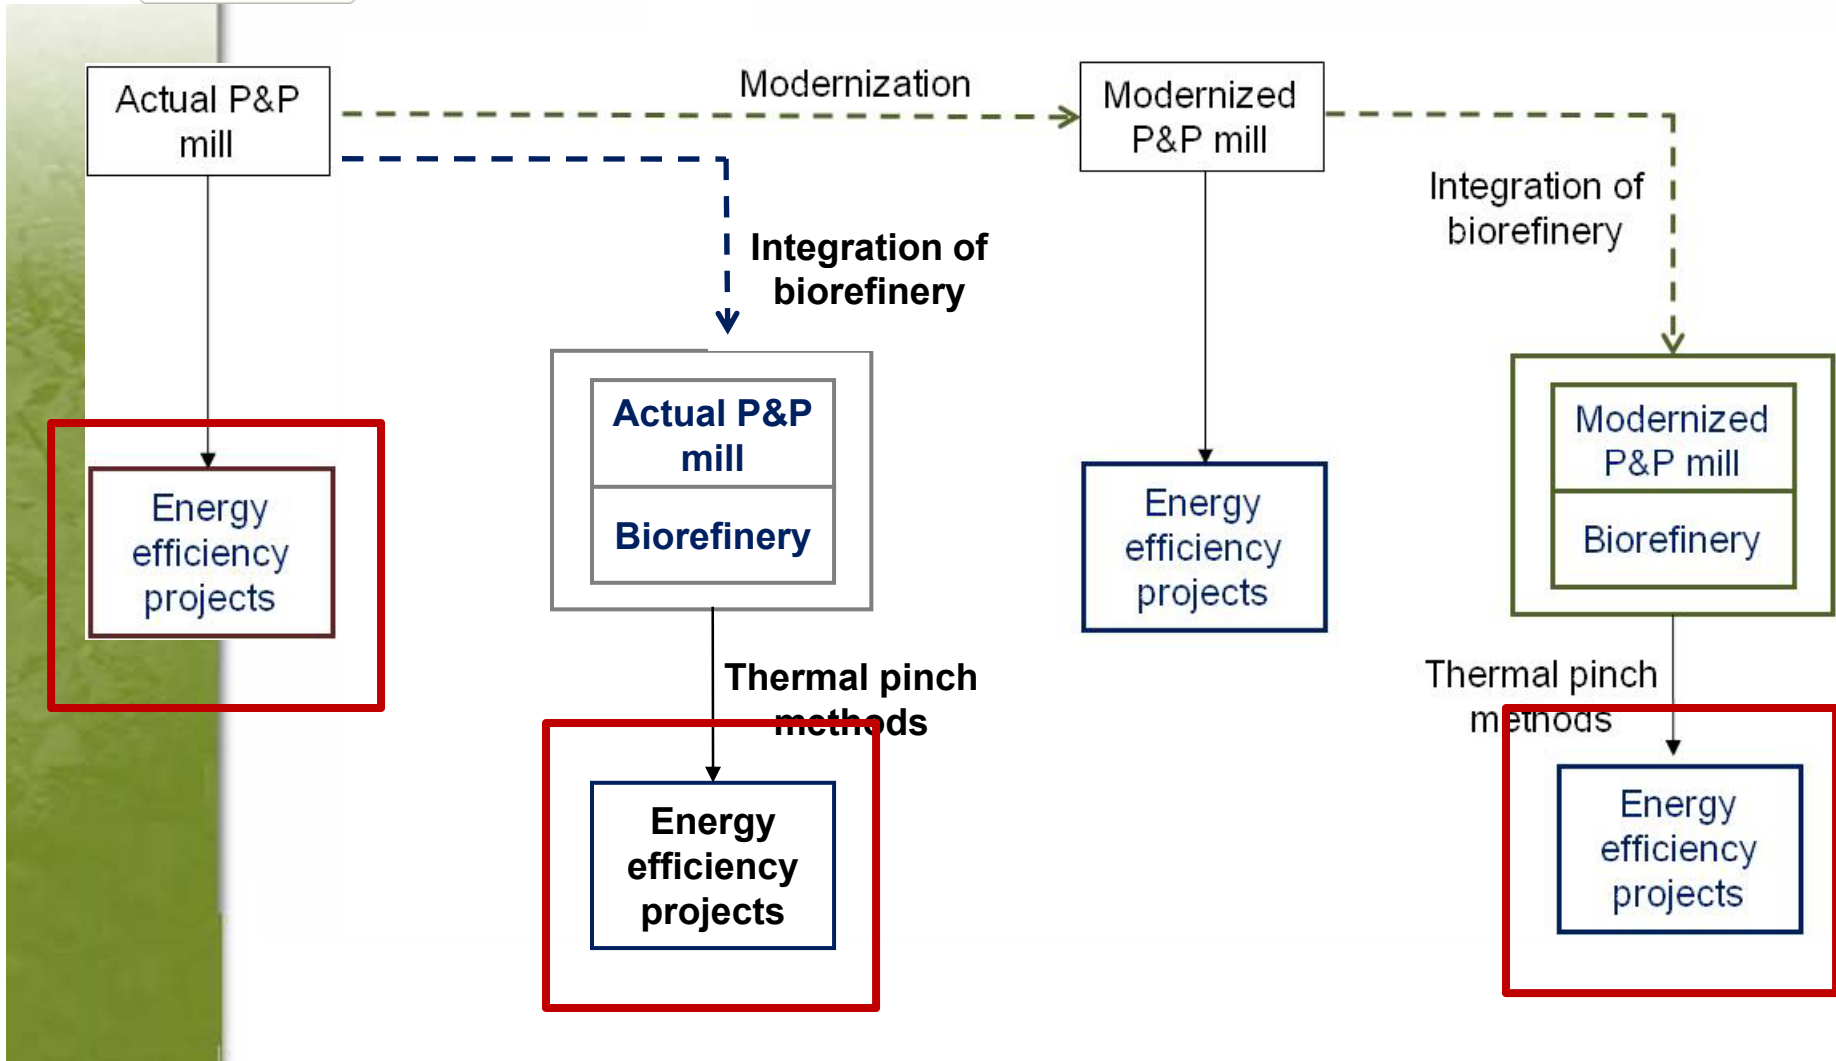 Actual P&P
mill
Modernization
Modernized
P&P mill
Integration of
biorefinery
Integration of
biorefinery
Actual P&P
mill
Biorefinery
Modernized
P&P mill
Biorefinery
Energy
efficiency
projects
Energy
efficiency
projects
Thermal pinch
methods
Thermal pinch
methods
Energy
efficiency
projects
Energy
efficiency
projects